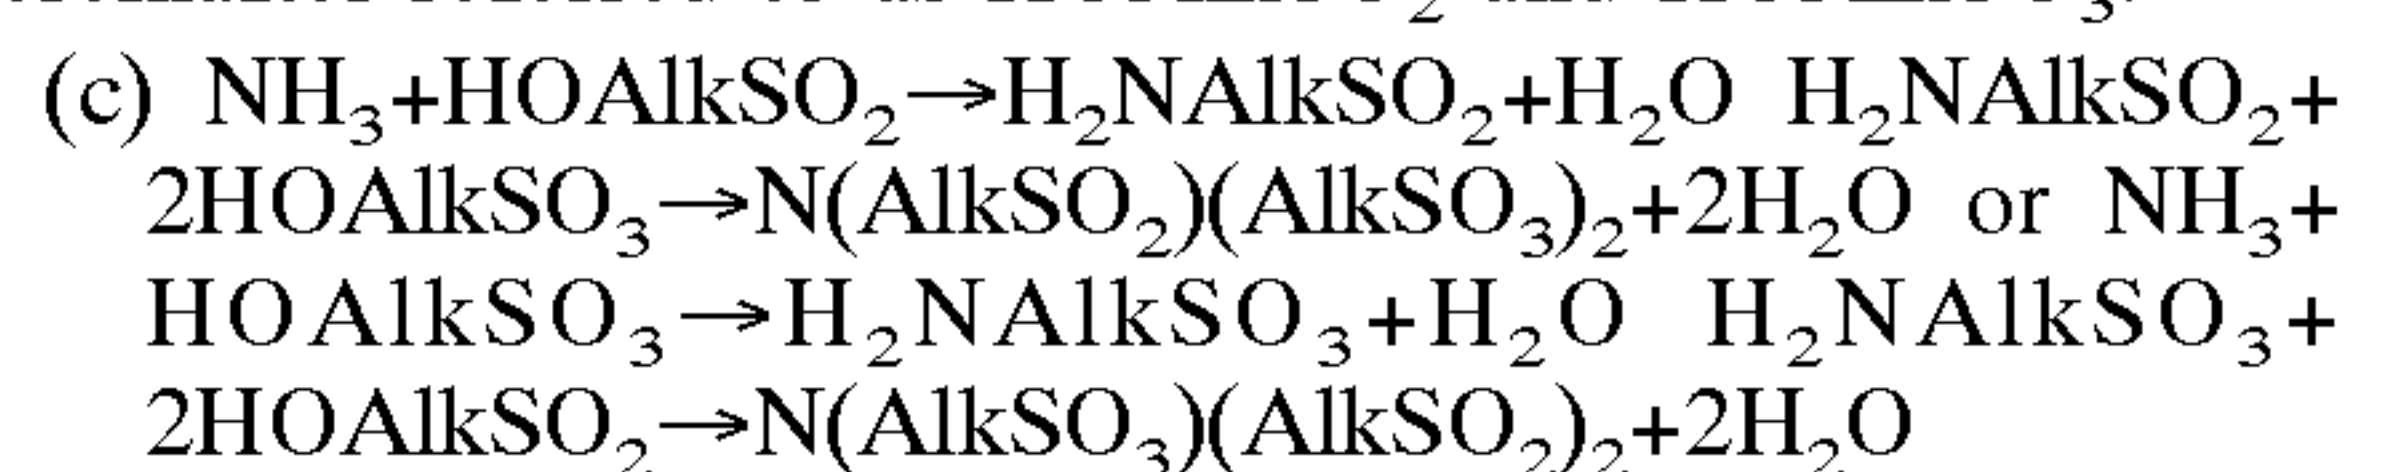 (c) NH₃+HOAlkSO₂→H₂NAlkSO₂+H₂O H₂NAlkSO₂+
2HOAlkSO₃→N(AlkSO₂)(AlkSO₃)₂+2H₂O or NH₃+
HOAlkSO₃→H₂NAlkSO₃+H₂O H₂NAlkSO₃+
2HOAlkSO₂→N(AlkSO₃)(AlkSO₂)₂+2H₂O